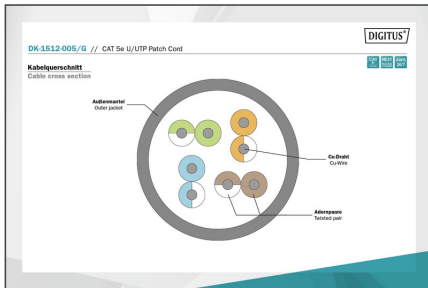 DIGITUS®
DK-1512-005/G // CAT 5e U/UTP Patch Cord
Kabelquerschnitt
Cable cross section
Außenmantel
Outer jacket
Cu-Draht
Cu-Wire
Adernpaare
Twisted pair